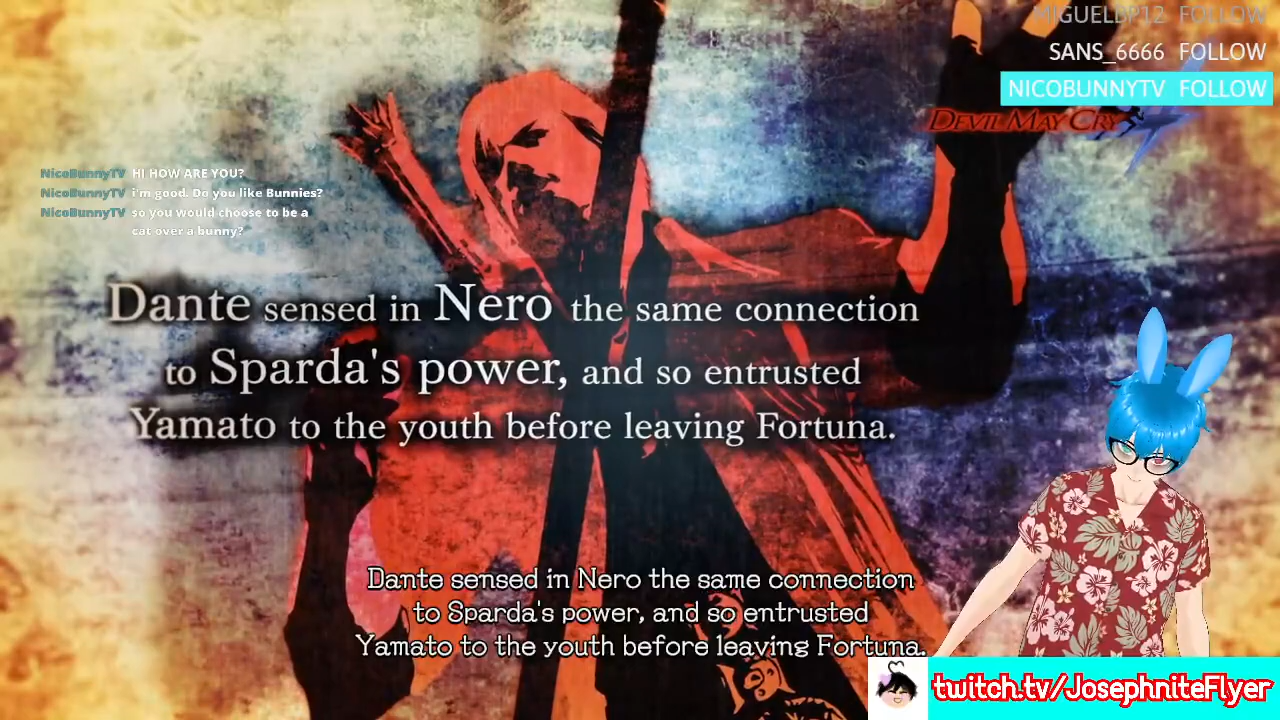 MIGUELBP12 FOLLOW
SANS_6666 FOLLOW
NICOBUNNYTV FOLLOW
DEVIL MAY CRY
NicoBunnyTV HI HOW ARE YOU?
NicoBunnyTV i'm good. Do you like Bunnies?
NicoBunnyTV so you would choose to be a
cat over a bunny?
Dante sensed in Nero the same connection
to Sparda's power, and so entrusted
Yamato to the youth before leaving Fortuna.
Dante sensed in Nero the same connection
to Sparda's power, and so entrusted
Yamato to the youth before leaving Fortuna.
twitch.tv/JosephniteFlyer